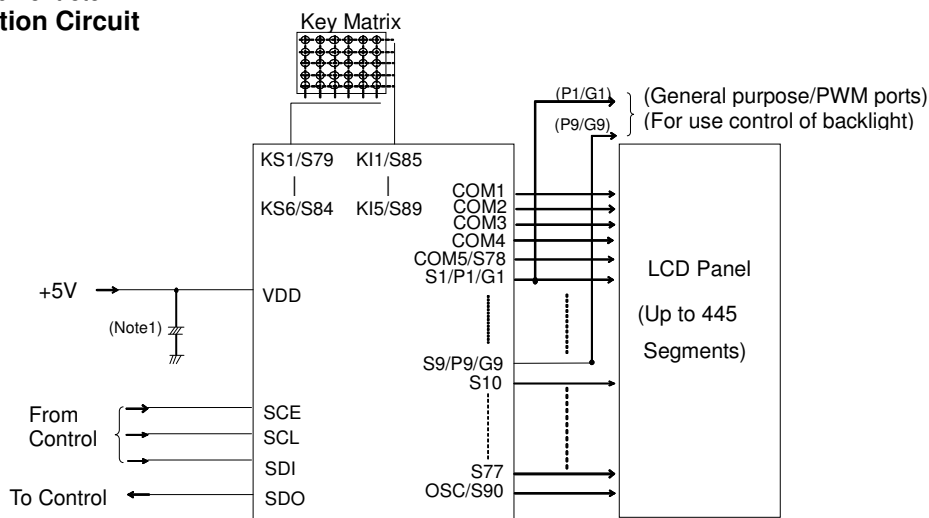 tion Circuit
Key Matrix
(P1/G1)
(General purpose/PWM ports)
(P9/G9)
(For use control of backlight)
KS1/S79
KI1/S85
KS6/S84
KI5/S89
COM1
COM2
COM3
COM4
COM5/S78
S1/P1/G1
LCD Panel
(Up to 445
Segments)
+5V
VDD
(Note1)
S9/P9/G9
S10
From
Control
SCE
SCL
SDI
S77
OSC/S90
To Control
SDO